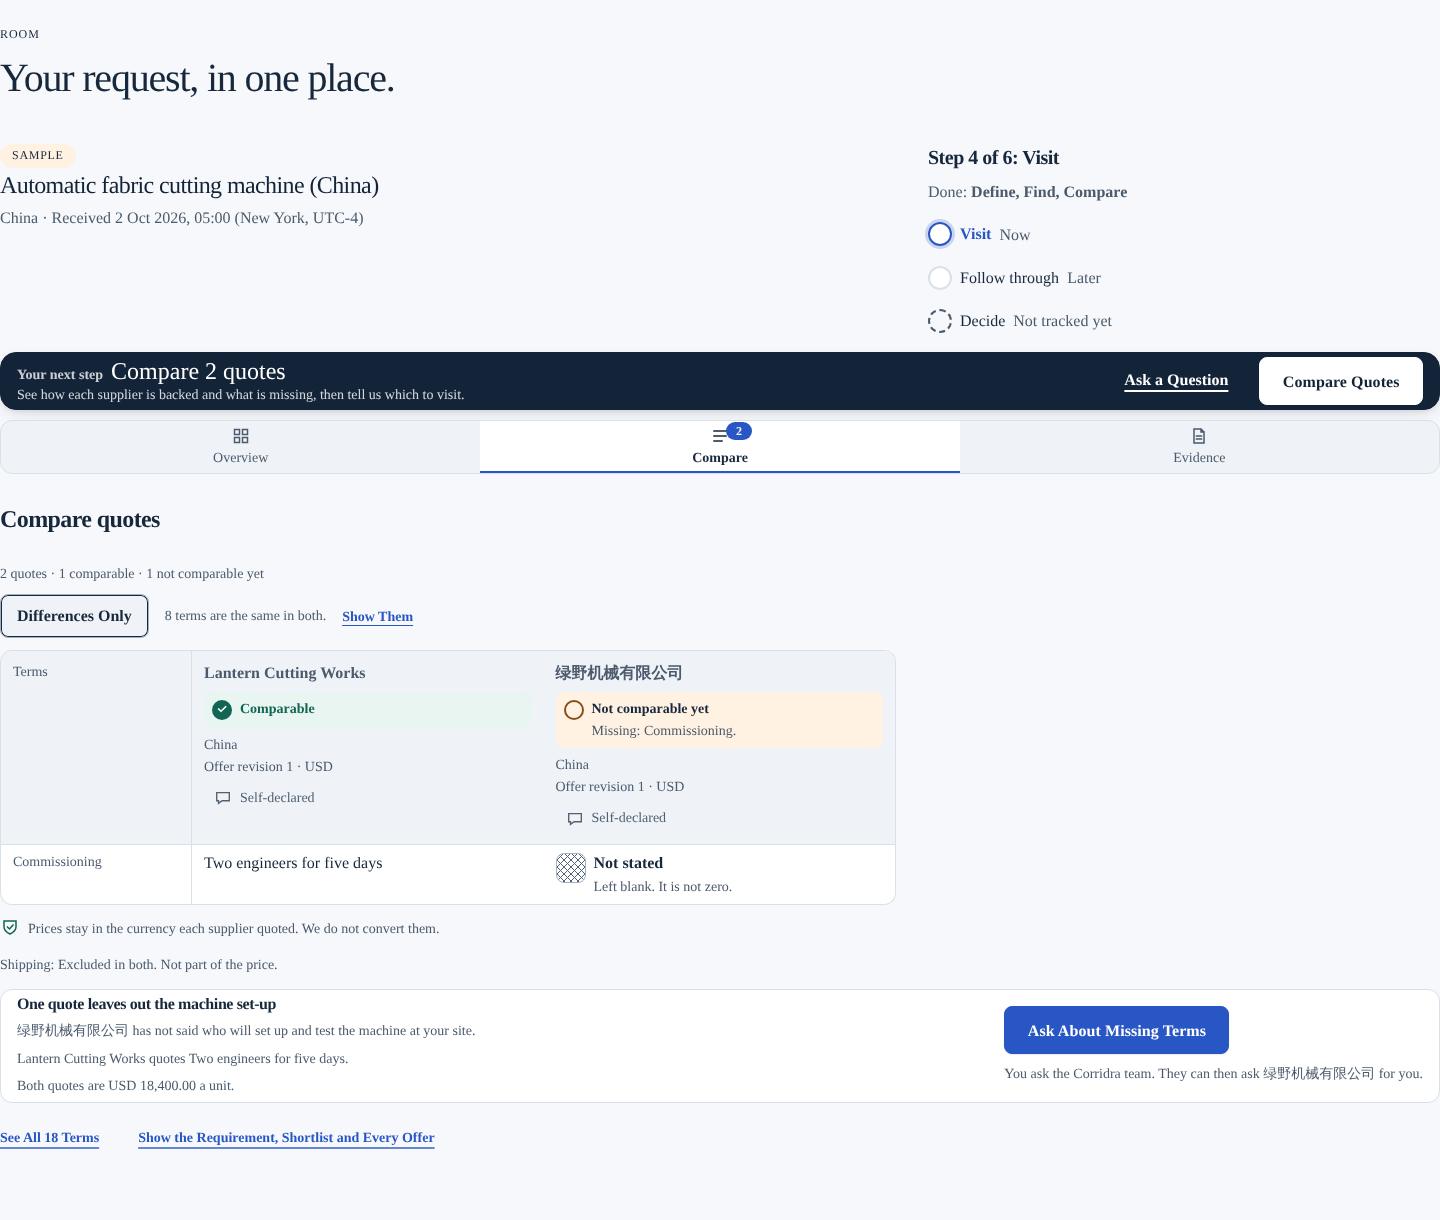 ROOM
Your request, in one place.
SAMPLE
Automatic fabric cutting machine (China)
China · Received 2 Oct 2026, 05:00 (New York, UTC-4)
Step 4 of 6: Visit
Done: Define, Find, Compare
Visit Now
Follow through Later
Decide Not tracked yet
Your next step Compare 2 quotes
See how each supplier is backed and what is missing, then tell us which to visit.
Ask a Question
Compare Quotes
Overview
2
Compare
Evidence
Compare quotes
2 quotes · 1 comparable · 1 not comparable yet
Differences Only
8 terms are the same in both.
Show Them
Terms
Lantern Cutting Works
Comparable
China
Offer revision 1 · USD
Self-declared
绿野机械有限公司
Not comparable yet
Missing: Commissioning.
China
Offer revision 1 · USD
Self-declared
Commissioning
Two engineers for five days
Not stated
Left blank. It is not zero.
Prices stay in the currency each supplier quoted. We do not convert them.
Shipping: Excluded in both. Not part of the price.
One quote leaves out the machine set-up
绿野机械有限公司 has not said who will set up and test the machine at your site.
Lantern Cutting Works quotes Two engineers for five days.
Both quotes are USD 18,400.00 a unit.
Ask About Missing Terms
You ask the Corridra team. They can then ask 绿野机械有限公司 for you.
See All 18 Terms
Show the Requirement, Shortlist and Every Offer